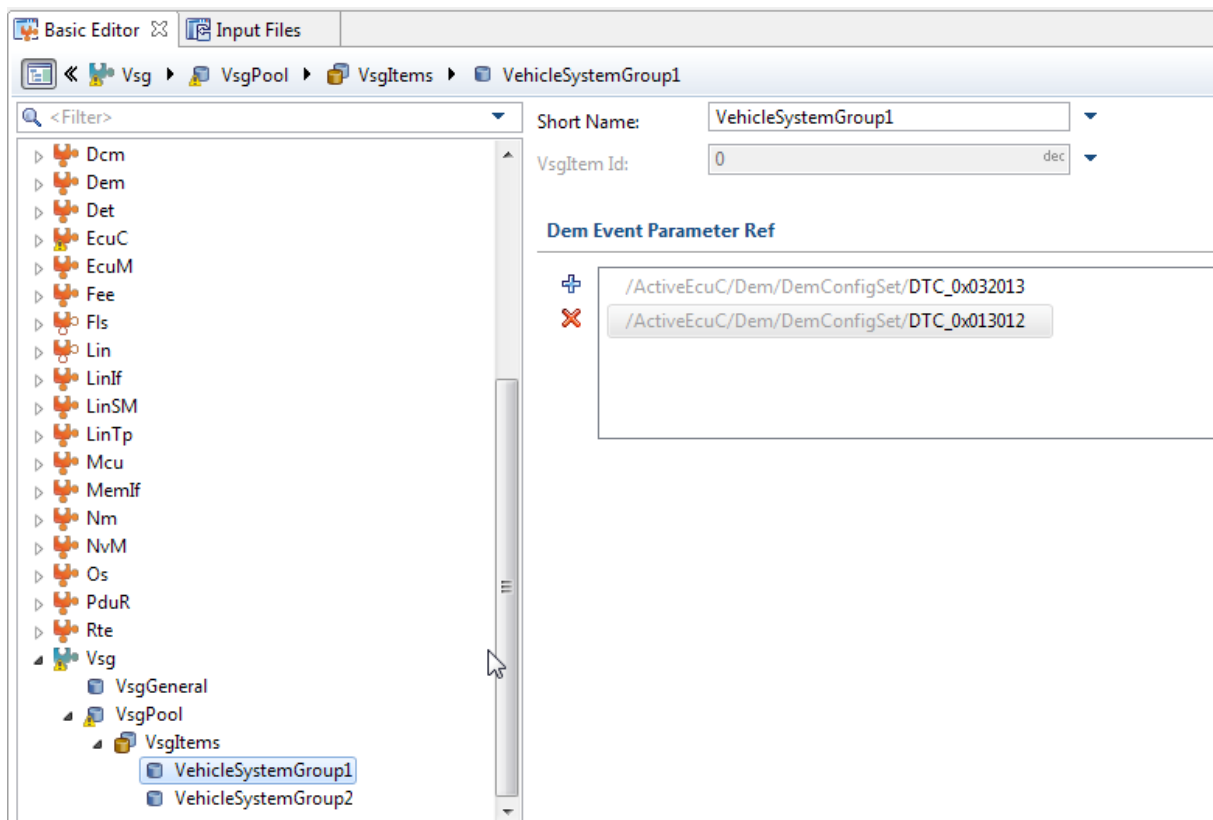 Basic Editor
Input Files
Vsg
VsgPool
VsgItems
VehicleSystemGroup1
<Filter>
Dcm
Dem
Det
EcuC
EcuM
Fee
Fls
Lin
LinIf
LinSM
LinTp
Mcu
MemIf
Nm
NvM
Os
PduR
Rte
Vsg
VsgGeneral
VsgPool
VsgItems
VehicleSystemGroup1
VehicleSystemGroup2
Short Name:
VehicleSystemGroup1
VsgItem Id:
0
dec
Dem Event Parameter Ref
/ActiveEcuC/Dem/DemConfigSet/DTC_0x032013
/ActiveEcuC/Dem/DemConfigSet/DTC_0x013012